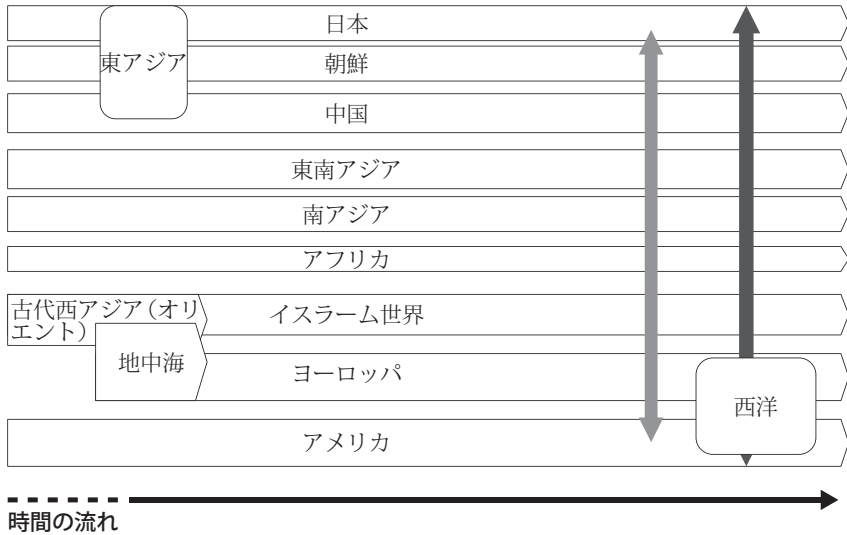 日本
東アジア
朝鮮
中国
東南アジア
南アジア
アフリカ
古代西アジア（オリ
エント）
イスラーム世界
地中海
ヨーロッパ
西洋
アメリカ
時間の流れ